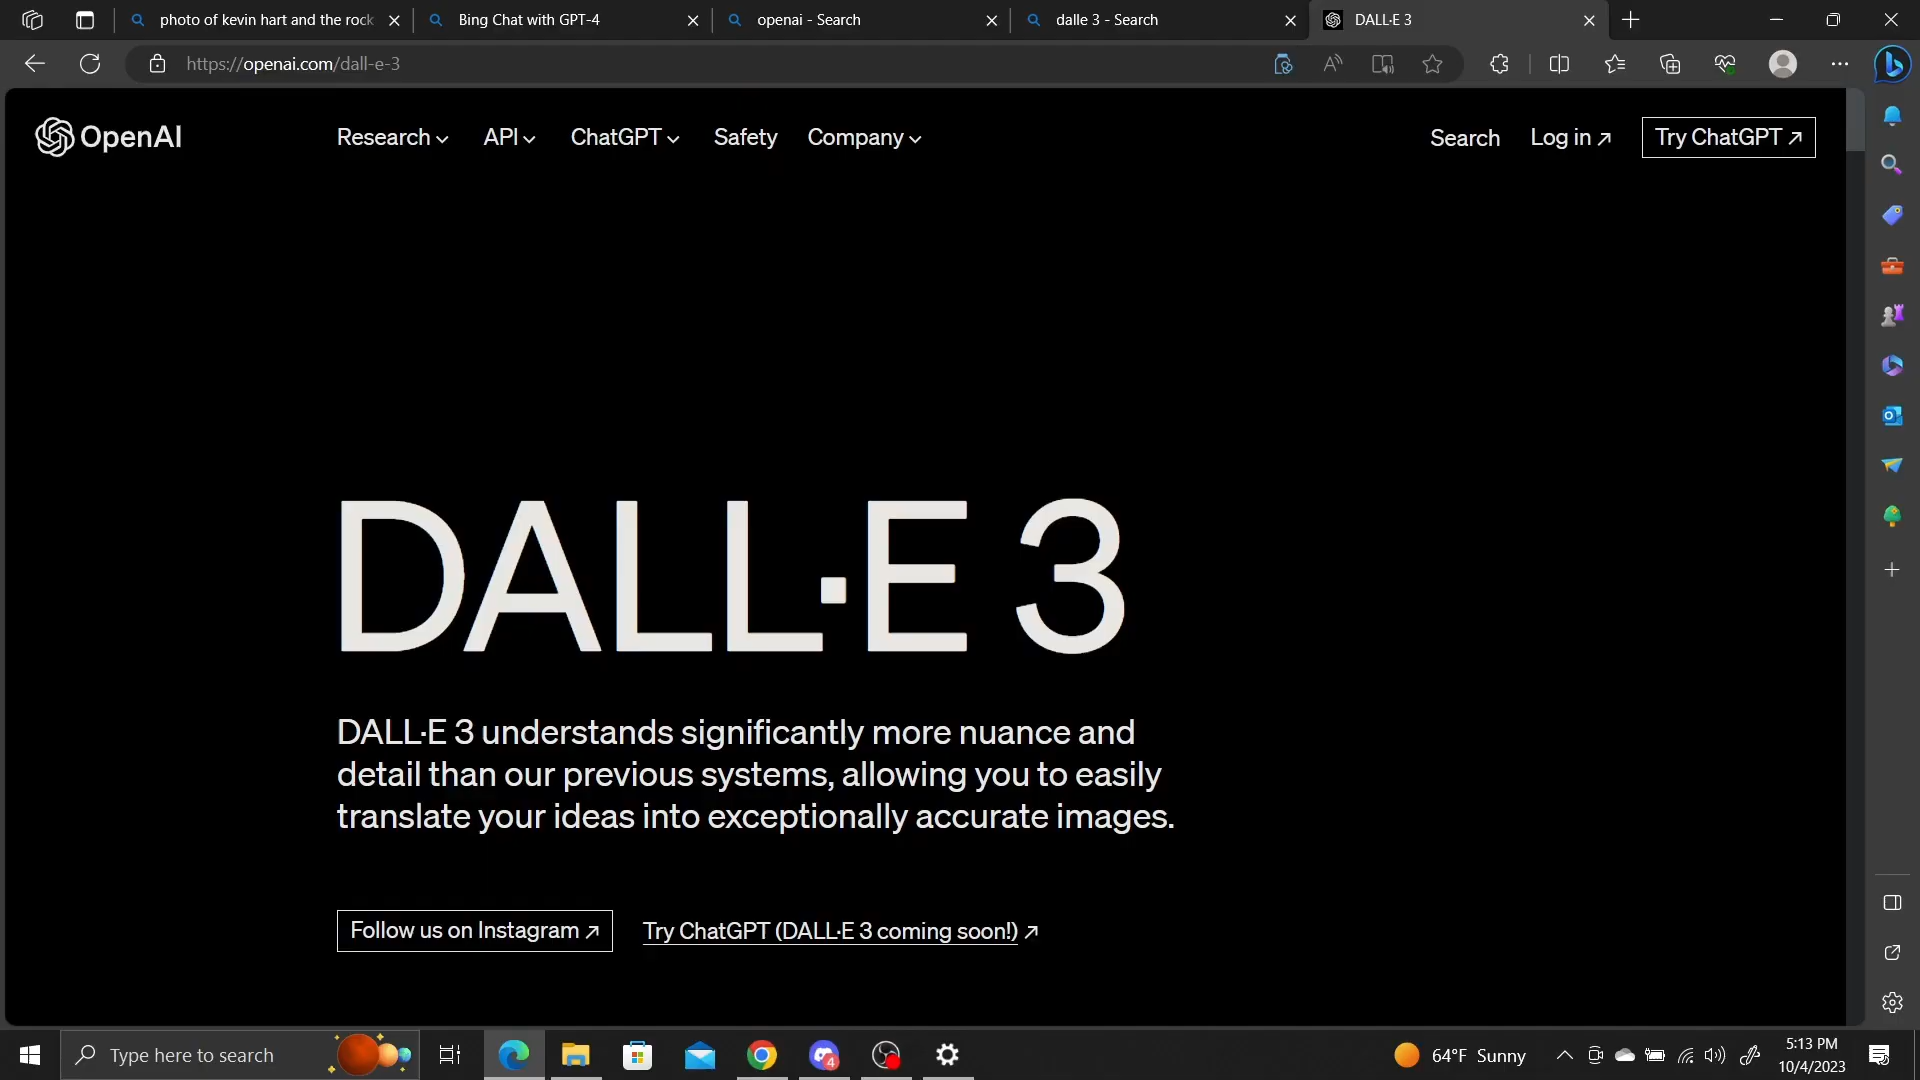 photo of kevin hart and the rock
Bing Chat with GPT-4
openai - Search
dalle 3 - Search
DALL·E 3
https://openai.com/dall-e-3
OpenAI
Research
API
ChatGPT
Safety
Company
Search
Log in ↗
Try ChatGPT ↗
DALL·E 3
DALL·E 3 understands significantly more nuance and
detail than our previous systems, allowing you to easily
translate your ideas into exceptionally accurate images.
Follow us on Instagram ↗
Try ChatGPT (DALL·E 3 coming soon!) ↗
Type here to search
4
64°F Sunny
5:13 PM
10/4/2023